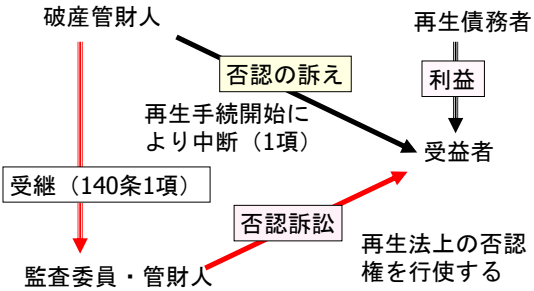 破産管財人
再生債務者
否認の訴え
利益
再生手続開始に
より中断（1項）
受益者
受継（140条1項）
否認訴訟
再生法上の否認
権を行使する
監査委員・管財人